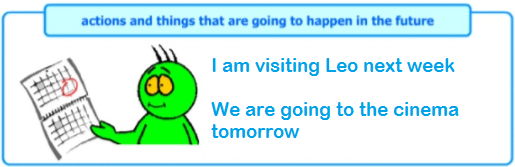 actions and things that are going to happen in the future
I am visiting Leo next week
We are going to the cinema
tomorrow